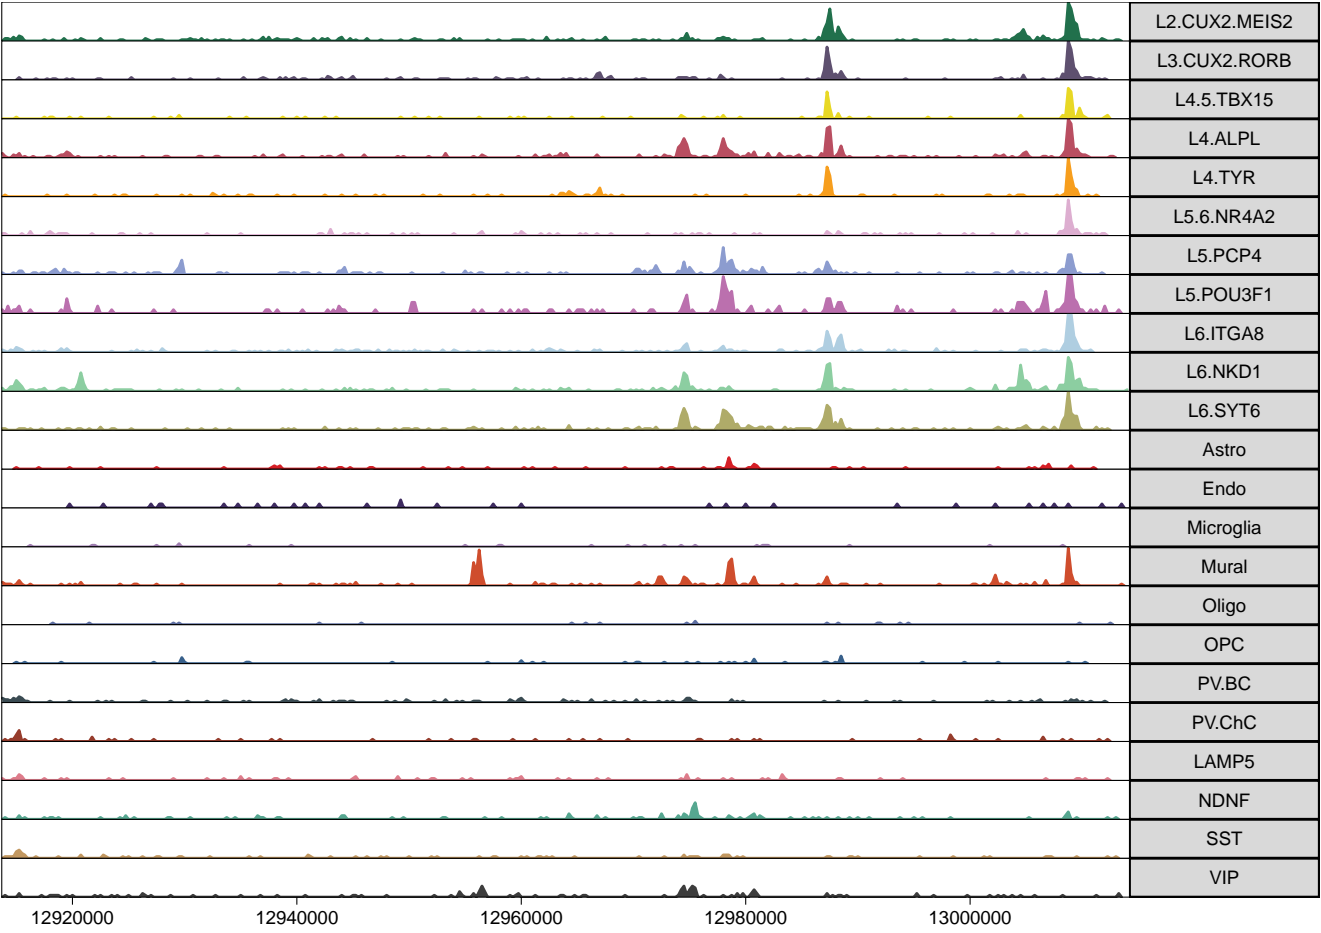 L2.CUX2.MEIS2
L3.CUX2.RORB
L4.5.TBX15
L4.ALPL
L4.TYR
L5.6.NR4A2
L5.PCP4
L5.POU3F1
L6.ITGA8
L6.NKD1
L6.SYT6
Astro
Endo
Microglia
Mural
Oligo
OPC
PV.BC
PV.ChC
LAMP5
NDNF
SST
VIP
12920000 12940000 12960000 12980000 13000000